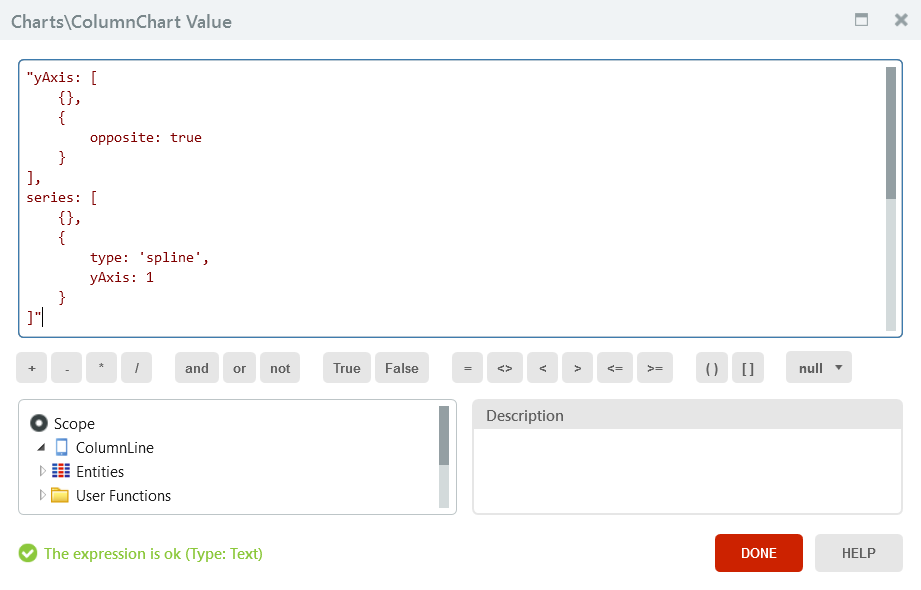 Charts\ColumnChart Value
"yAxis: [
    {},
    {
        opposite: true
    }
],
series: [
    {},
    {
        type: 'spline',
        yAxis: 1
    }
]"
+ - * / and or not True False = <> < > <= >= ( ) [ ] null
Scope
ColumnLine
Entities
User Functions
Description
The expression is ok (Type: Text)
DONE HELP